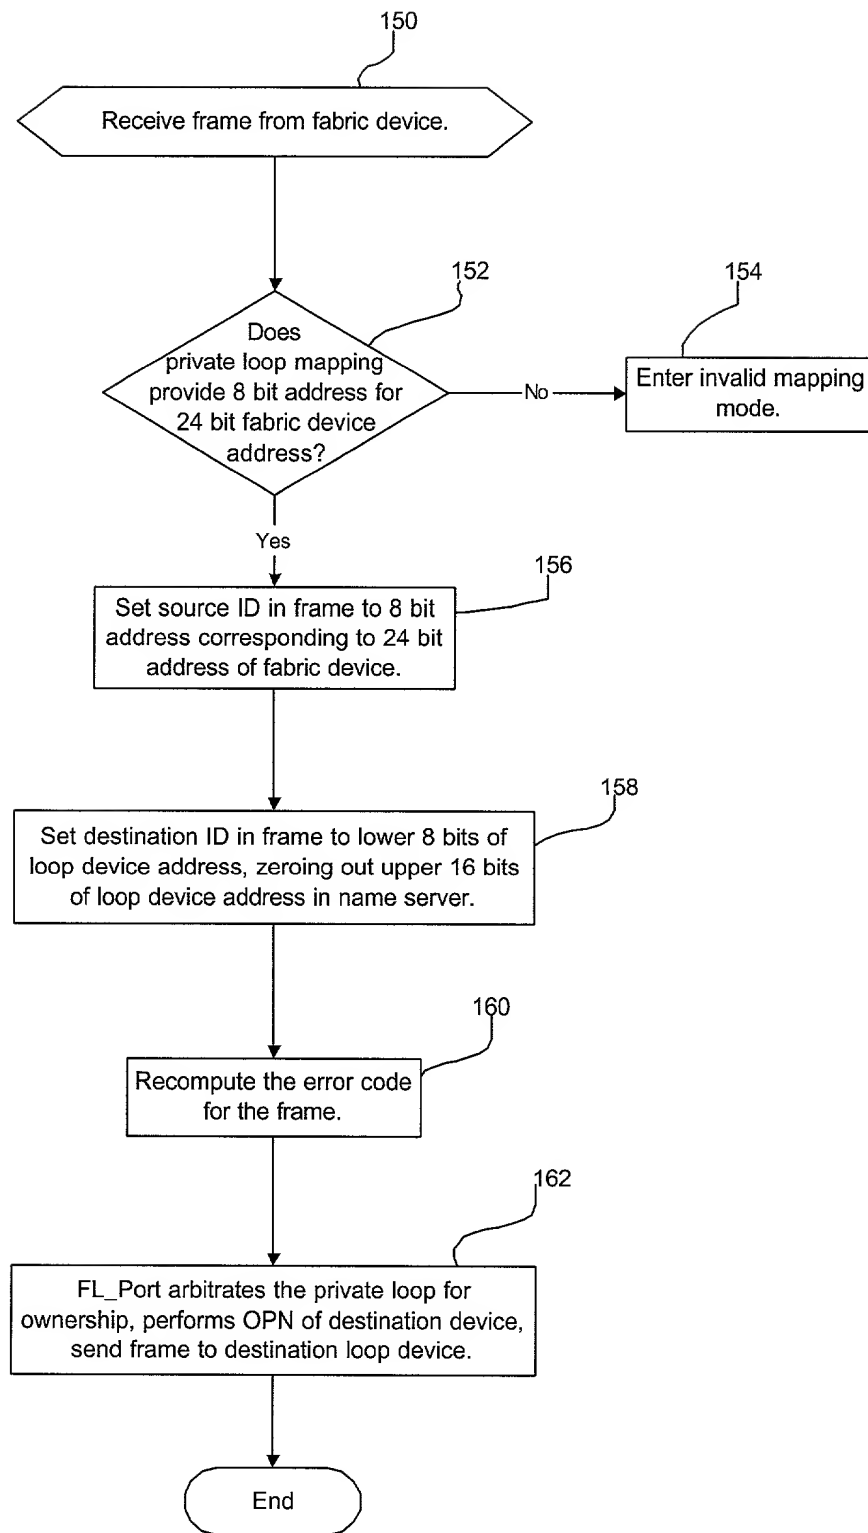 150
Receive frame from fabric device.
152
Does
private loop mapping
provide 8 bit address for
24 bit fabric device
address?
No
154
Enter invalid mapping
mode.
Yes
156
Set source ID in frame to 8 bit
address corresponding to 24 bit
address of fabric device.
158
Set destination ID in frame to lower 8 bits of
loop device address, zeroing out upper 16 bits
of loop device address in name server.
160
Recompute the error code
for the frame.
162
FL_Port arbitrates the private loop for
ownership, performs OPN of destination device,
send frame to destination loop device.
End